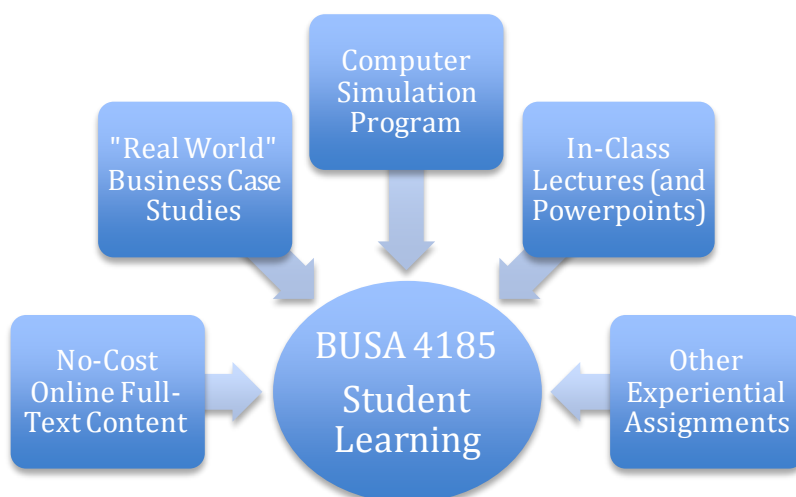 Computer
Simulation
Program
"Real World"
Business Case
Studies
In-Class
Lectures (and
Powerpoints)
No-Cost
Online Full-
Text Content
BUSA 4185
Student
Learning
Other
Experiential
Assignments